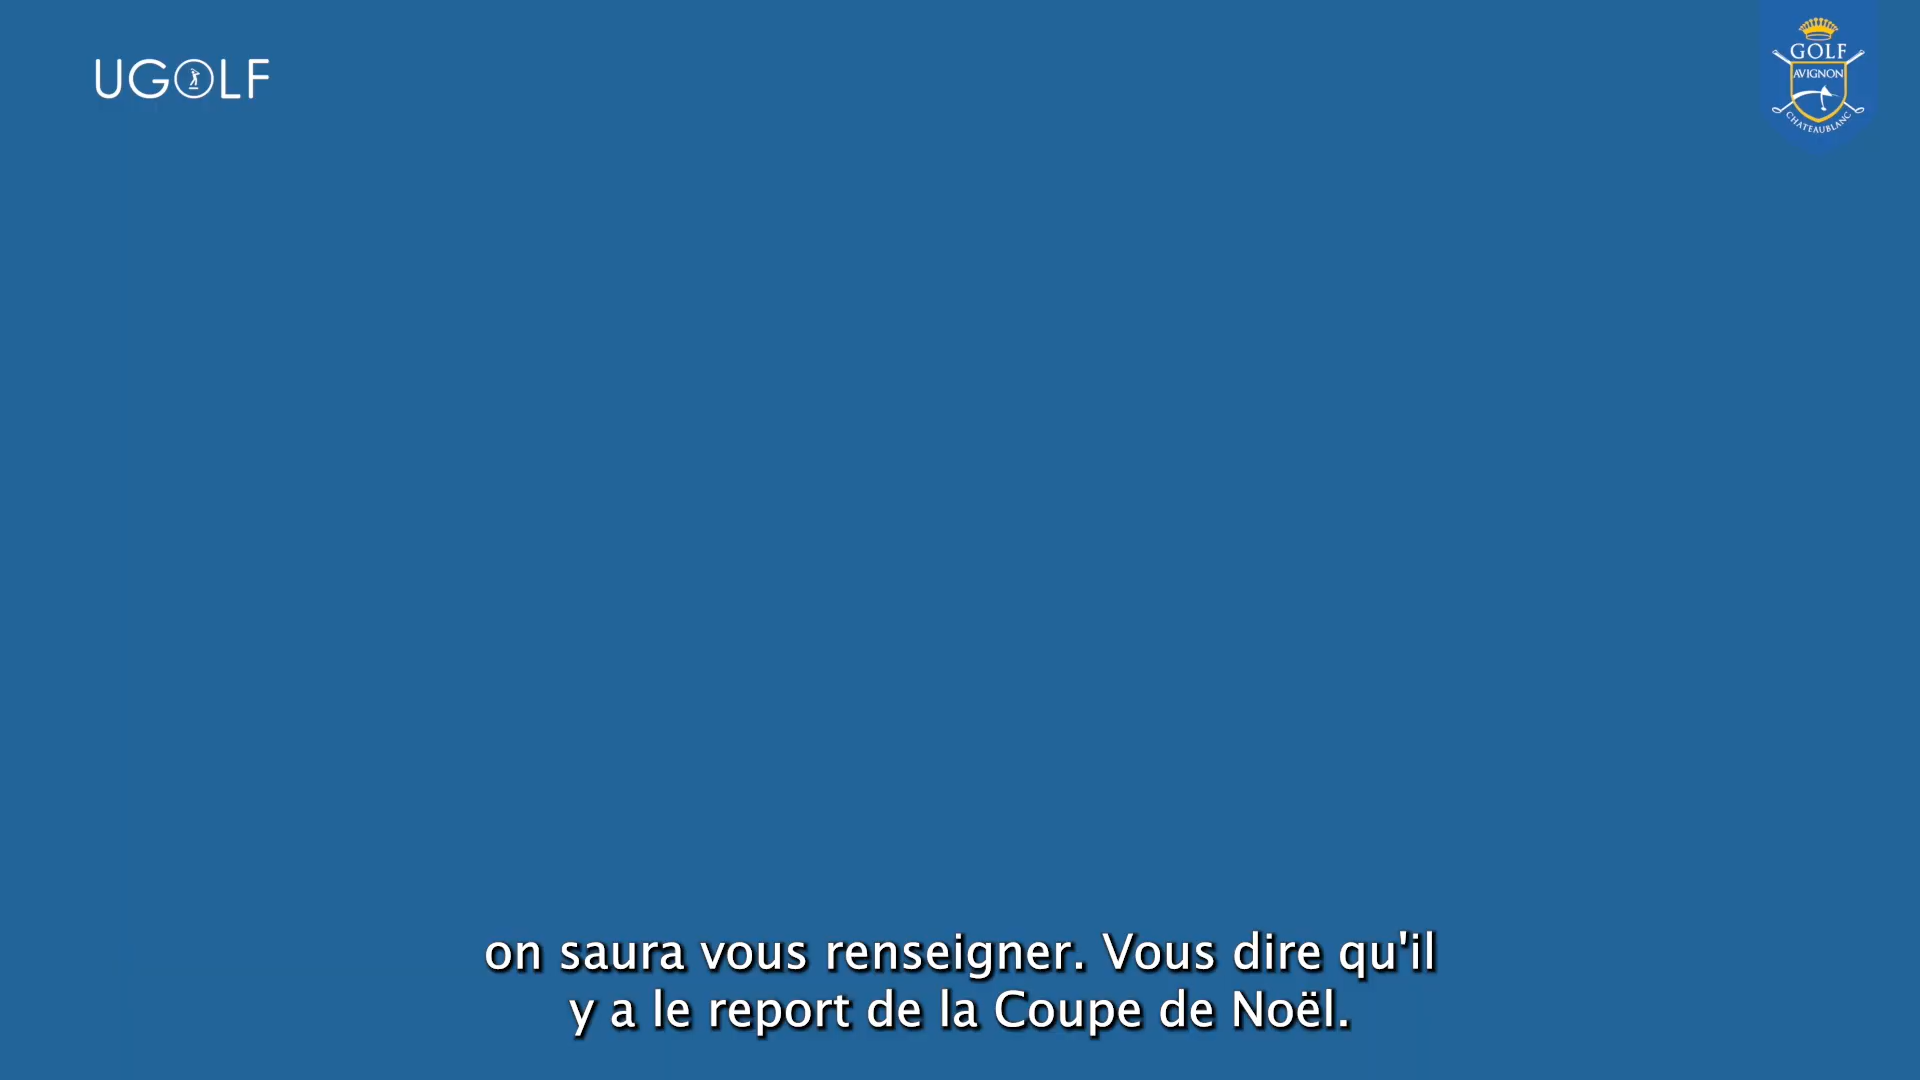 UGOLF
GOLF
AVIGNON
CHATEAUBLANC
on saura vous renseigner. Vous dire qu'il
y a le report de la Coupe de Noël.